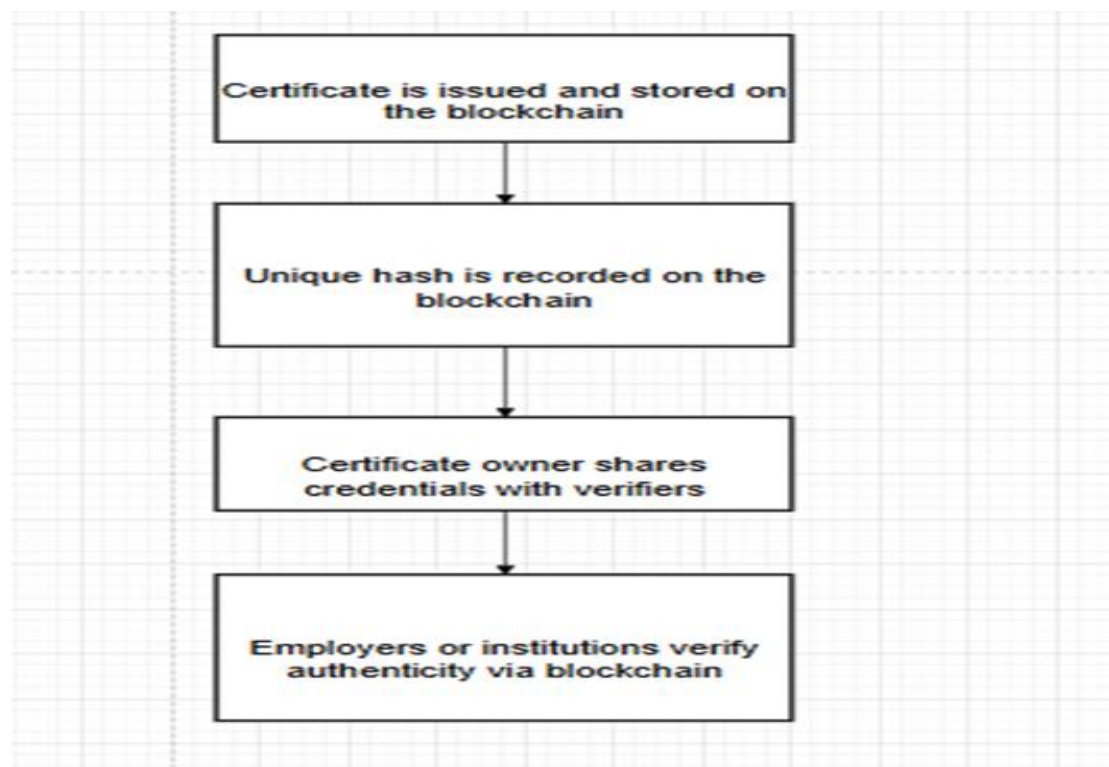 Certificate is issued and stored on
the blockchain
Unique hash is recorded on the
blockchain
Certificate owner shares
credentials with verifiers
Employers or institutions verify
authenticity via blockchain